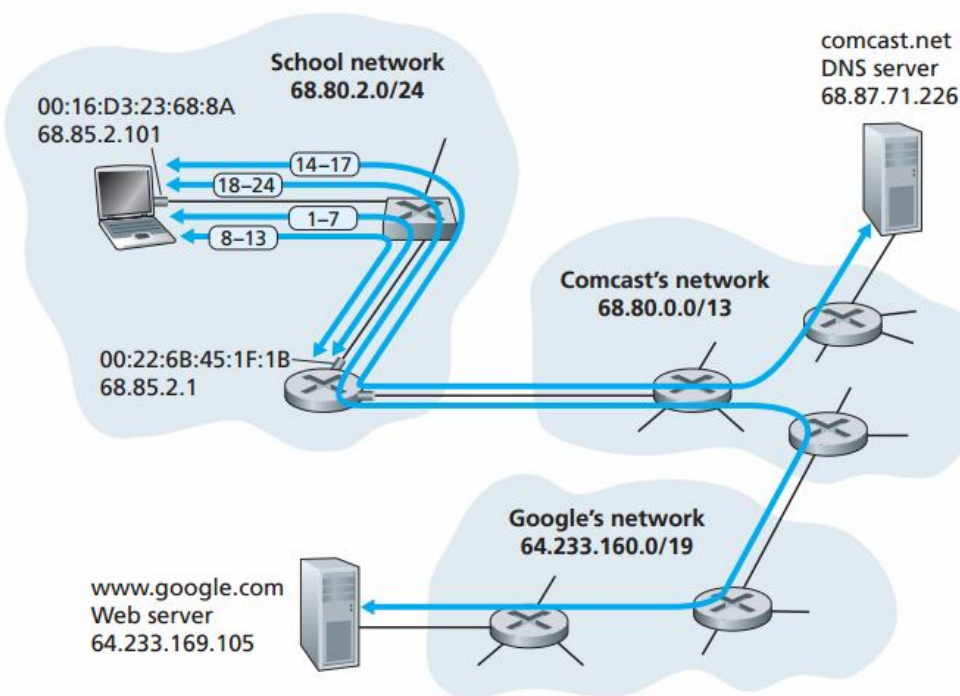 School network
68.80.2.0/24
comcast.net
DNS server
68.87.71.226
00:16:D3:23:68:8A
68.85.2.101
14–17
18–24
1–7
8–13
Comcast's network
68.80.0.0/13
00:22:6B:45:1F:1B
68.85.2.1
Google's network
64.233.160.0/19
www.google.com
Web server
64.233.169.105